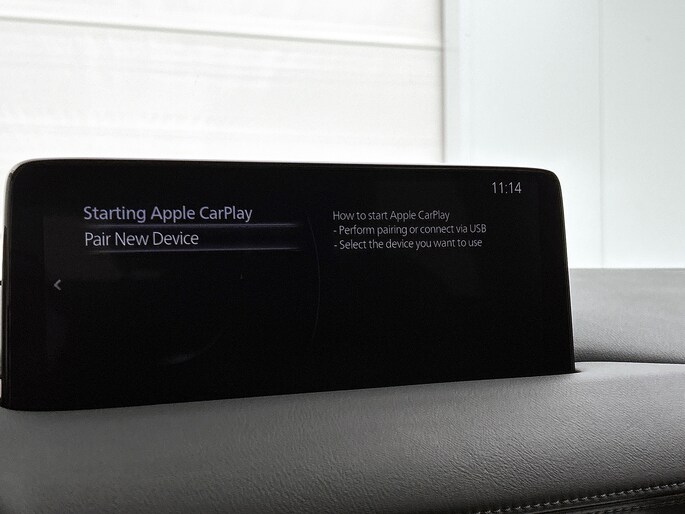 11:14
Starting Apple CarPlay
Pair New Device
How to start Apple CarPlay
- Perform pairing or connect via USB
- Select the device you want to use